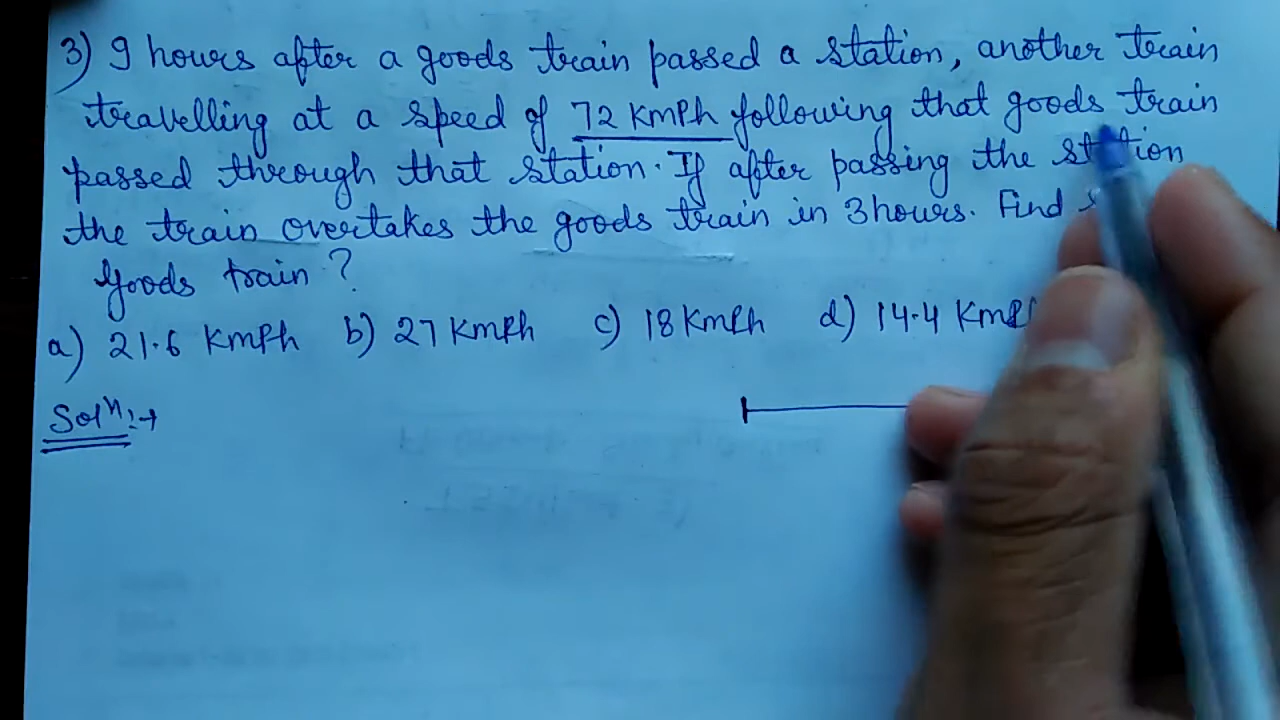 3) 9 hours after a goods train passed a station, another train
travelling at a speed of 72 KmPh following that goods train
passed through that station. If after passing the station
the train overtakes the goods train in 3 hours. Find
goods train ?
a) 21.6 KmPh b) 27 KmPh c) 18 KmPh d) 14.4 KmP
Solⁿ:→